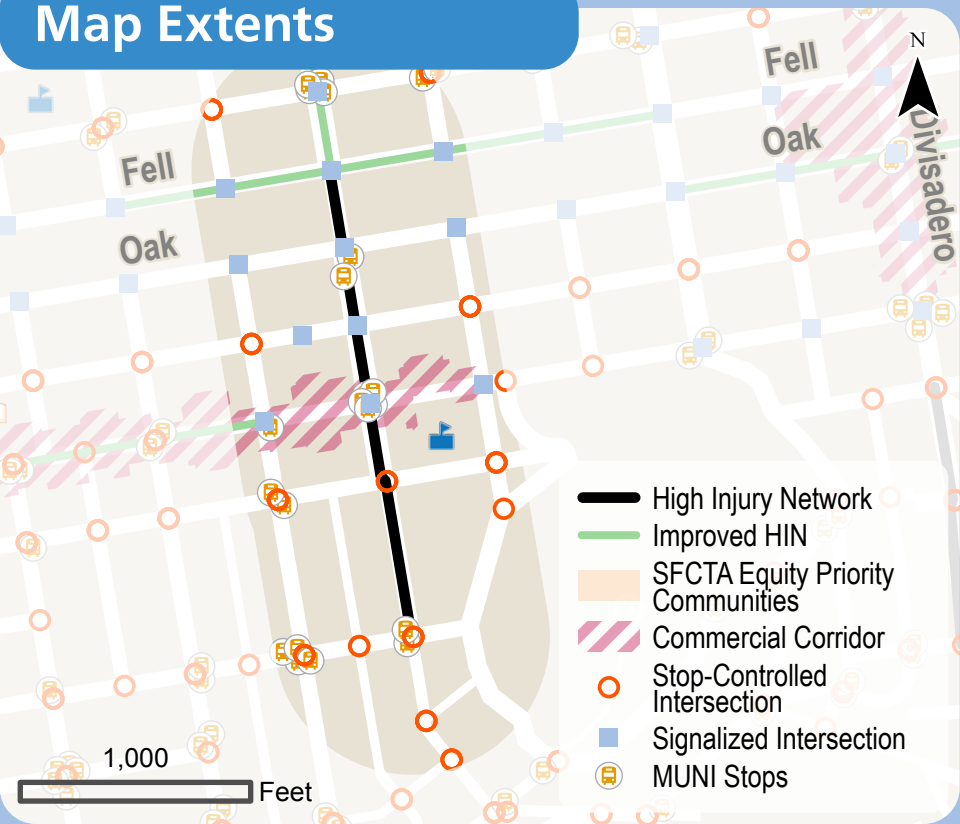 Map Extents
N
Fell
Oak
Divisadero
Fell
Oak
High Injury Network
Improved HIN
SFCTA Equity Priority
Communities
Commercial Corridor
Stop-Controlled
Intersection
Signalized Intersection
MUNI Stops
1,000
Feet